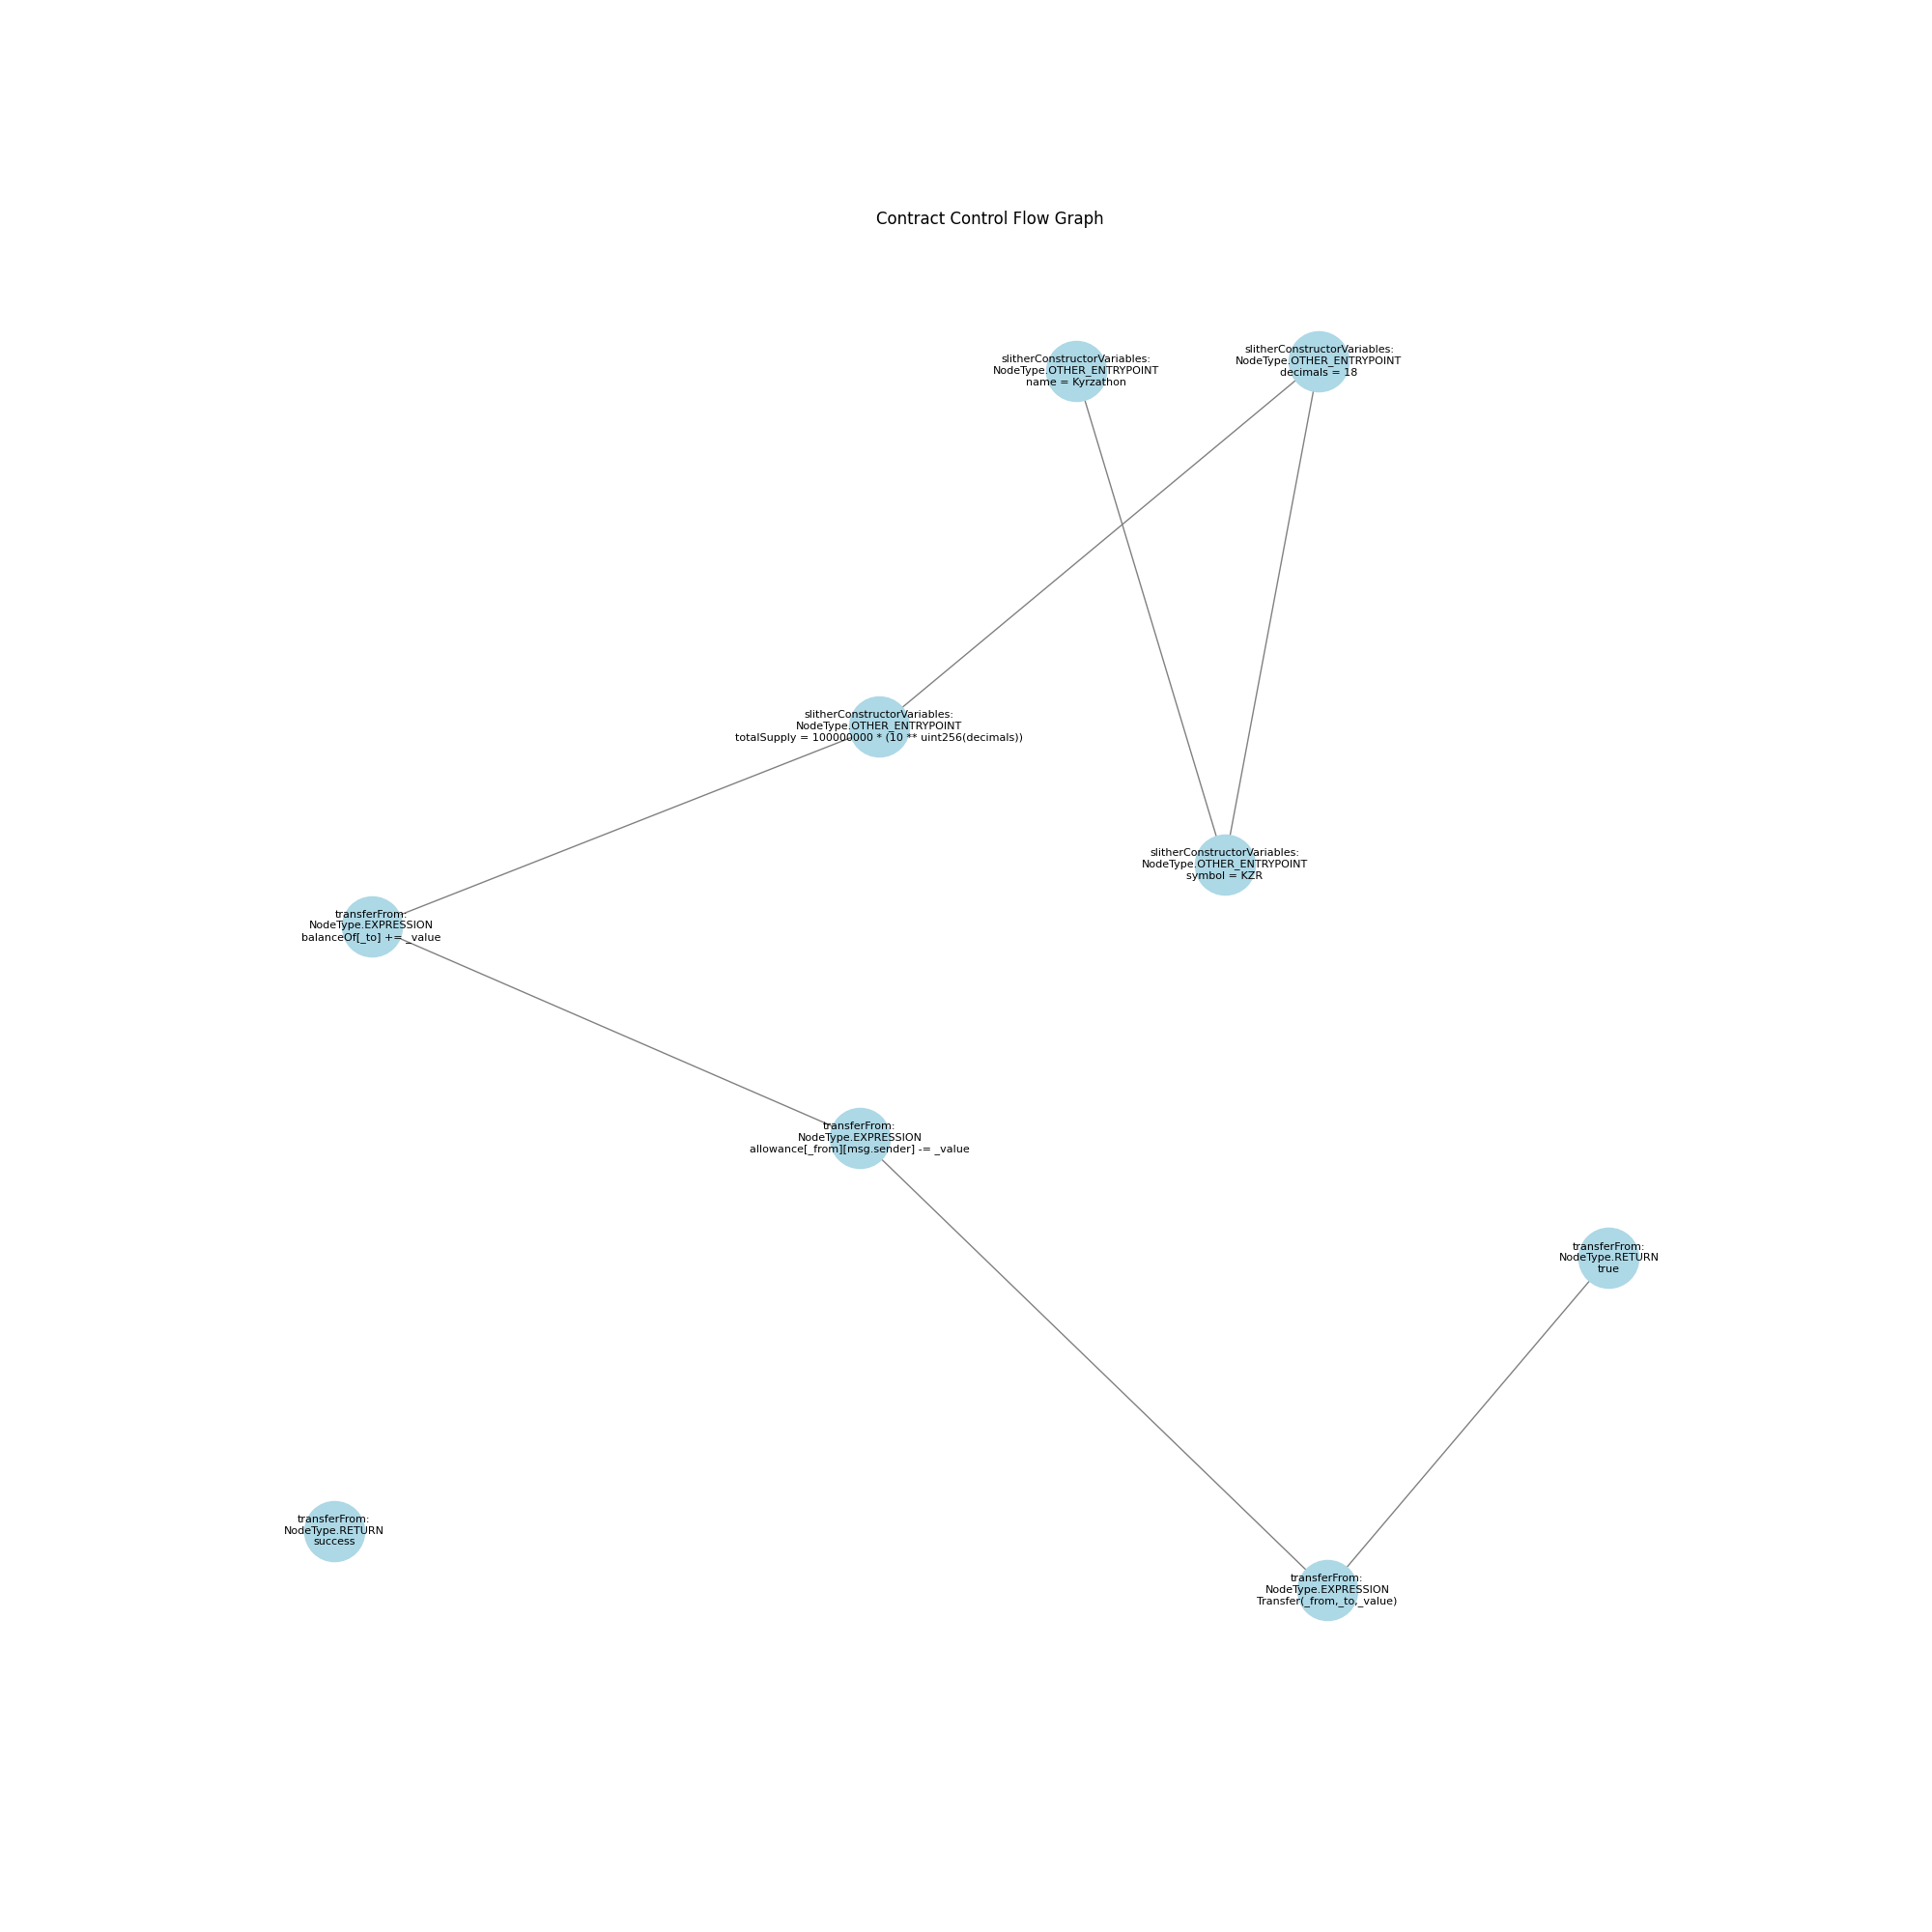 Contract Control Flow Graph
slitherConstructorVariables:
NodeType.OTHER_ENTRYPOINT
name = Kyrzathon
slitherConstructorVariables:
NodeType.OTHER_ENTRYPOINT
decimals = 18
slitherConstructorVariables:
NodeType.OTHER_ENTRYPOINT
totalSupply = 100000000 * (10 ** uint256(decimals))
slitherConstructorVariables:
NodeType.OTHER_ENTRYPOINT
symbol = KZR
transferFrom:
NodeType.EXPRESSION
balanceOf[_to] += _value
transferFrom:
NodeType.EXPRESSION
allowance[_from][msg.sender] -= _value
transferFrom:
NodeType.RETURN
true
transferFrom:
NodeType.RETURN
success
transferFrom:
NodeType.EXPRESSION
Transfer(_from,_to,_value)